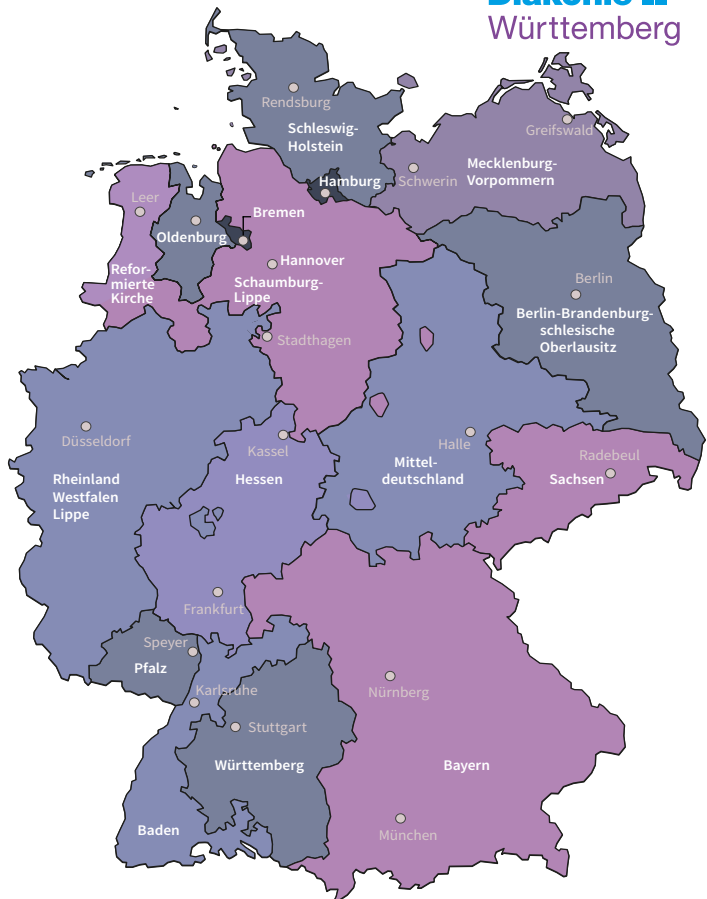 Diakonie
Württemberg
Rendsburg
Schleswig-
Holstein
Greifswald
Mecklenburg-
Vorpommern
Hamburg
Schwerin
Leer
Bremen
Oldenburg
Hannover
Refor-
mierte
Kirche
Schaumburg-
Lippe
Berlin
Berlin-Brandenburg-
schlesische
Oberlausitz
Stadthagen
Düsseldorf
Kassel
Halle
Radebeul
Mittel-
deutschland
Sachsen
Hessen
Rheinland
Westfalen
Lippe
Frankfurt
Speyer
Pfalz
Karlsruhe
Nürnberg
Stuttgart
Württemberg
Bayern
Baden
München